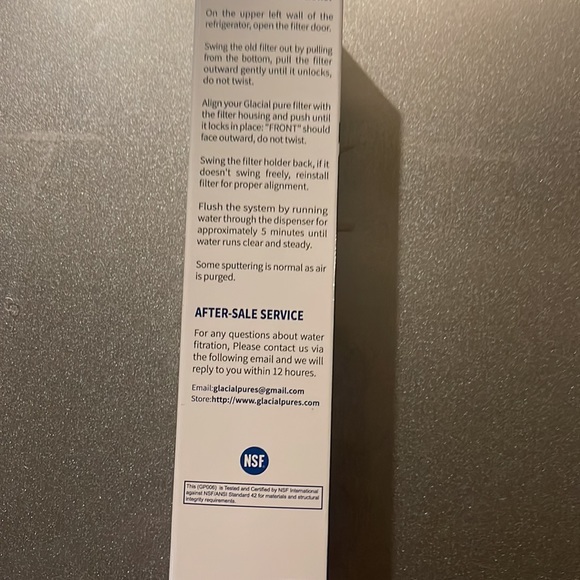 On the upper left wall of the
refrigerator, open the filter door.
Swing the old filter out by pulling
from the bottom, pull the filter
outward gently until it unlocks,
do not twist.
Align your Glacial pure filter with
the filter housing and push until
it locks in place: "FRONT" should
face outward, do not twist.
Swing the filter holder back, if it
doesn't swing freely, reinstall
filter for proper alignment.
Flush the system by running
water through the dispenser for
approximately 5 minutes until
water runs clear and steady.
Some sputtering is normal as air
is purged.
AFTER-SALE SERVICE
For any questions about water
fitration, Please contact us via
the following email and we will
reply to you within 12 houres.
Email:glacialpures@gmail.com
Store:http://www.glacialpures.com
NSF
This (GP006) is Tested and Certified by NSF International
against NSF/ANSI Standard 42 for materials and structural
integrity requirements.